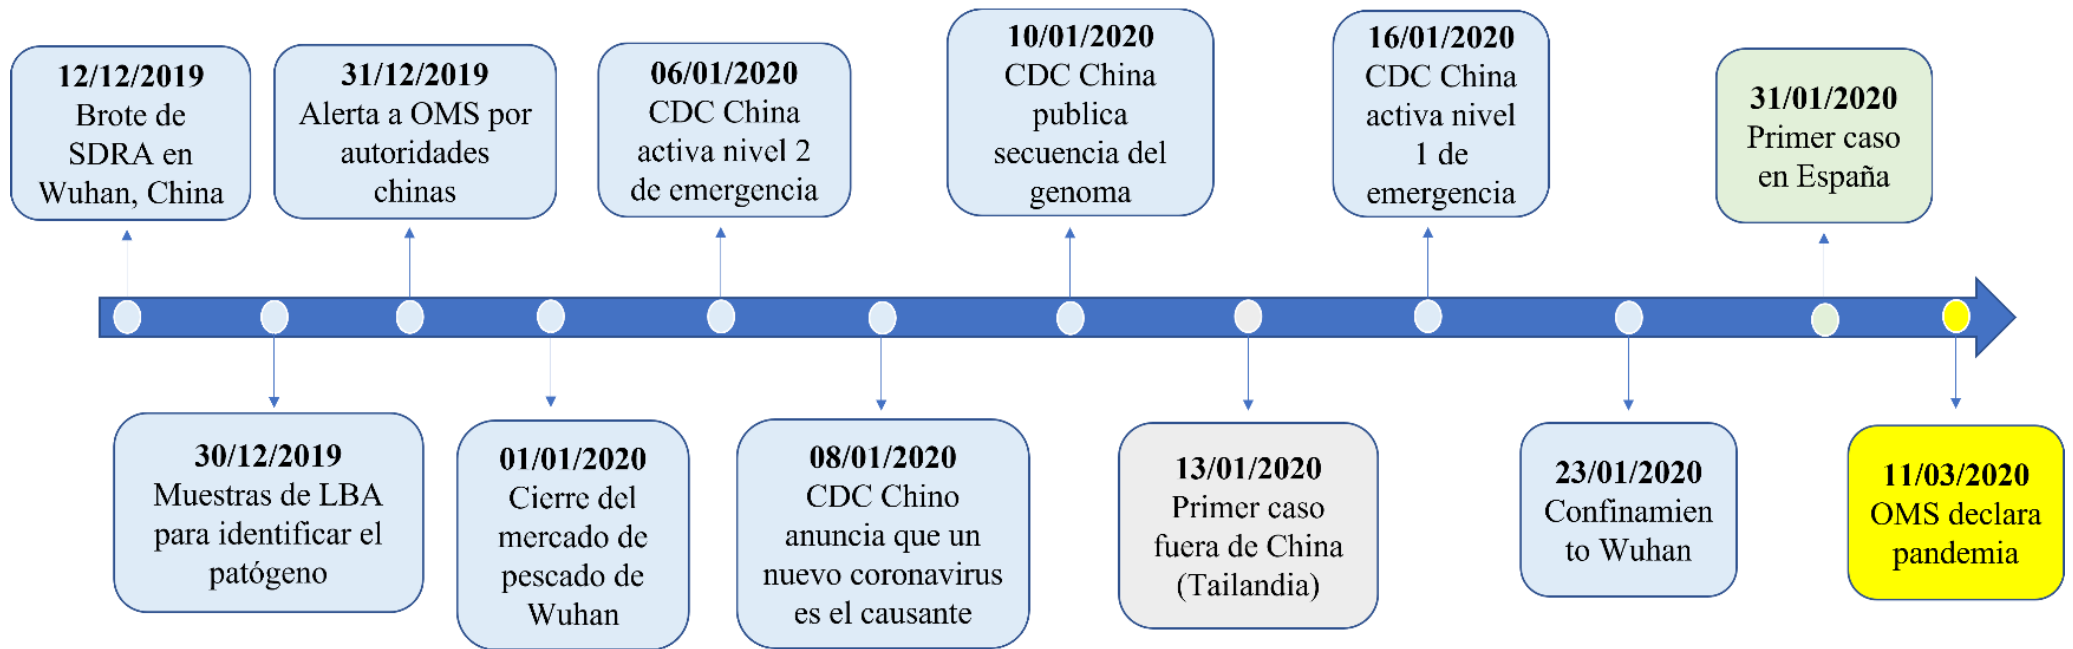 12/12/2019
Brote de
SDRA en
Wuhan, China
31/12/2019
Alerta a OMS por
autoridades
chinas
06/01/2020
CDC China
activa nivel 2
de emergencia
10/01/2020
CDC China
publica
secuencia del
genoma
16/01/2020
CDC China
activa nivel
1 de
emergencia
31/01/2020
Primer caso
en España
30/12/2019
Muestras de LBA
para identificar el
patógeno
01/01/2020
Cierre del
mercado de
pescado de
Wuhan
08/01/2020
CDC Chino
anuncia que un
nuevo coronavirus
es el causante
13/01/2020
Primer caso
fuera de China
(Tailandia)
23/01/2020
Confinamien
to Wuhan
11/03/2020
OMS declara
pandemia